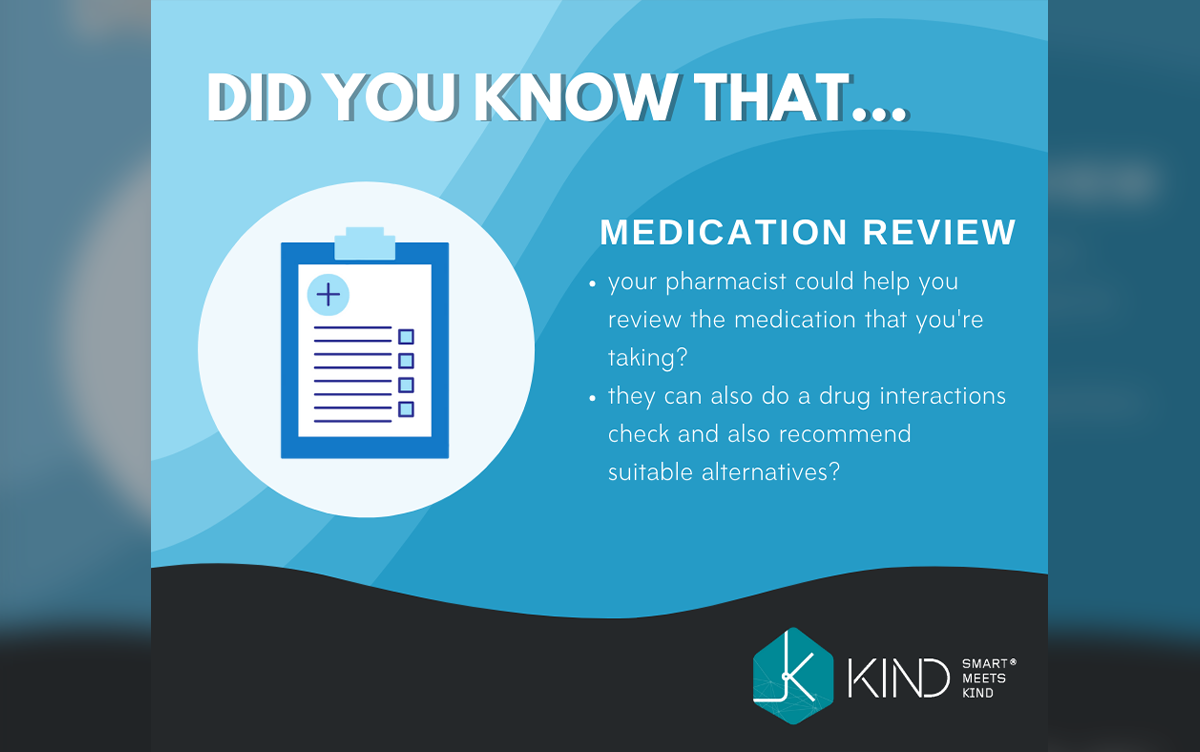 DID YOU KNOW THAT...
MEDICATION REVIEW
• your pharmacist could help you
review the medication that you're
taking?
• they can also do a drug interactions
check and also recommend
suitable alternatives?
KIND
SMART®
MEETS
KIND